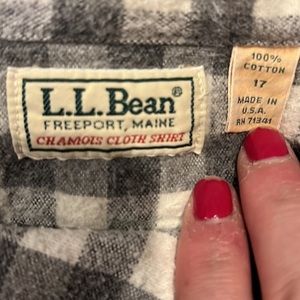 L.L.Bean®
FREEPORT, MAINE
CHAMOIS CLOTH SHIRT
100%
COTTON
17
MADE IN
U.S.A.
RN 71341